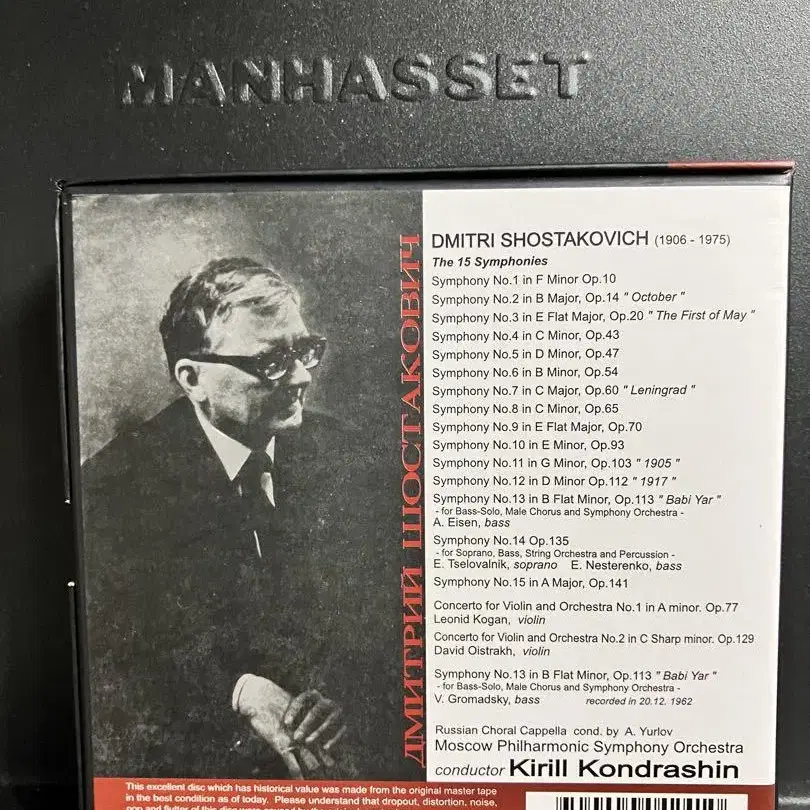 MANHASSET
ДМИТРИЙ ШОСТАКОВИЧ
DMITRI SHOSTAKOVICH (1906 - 1975)
The 15 Symphonies
Symphony No.1 in F Minor Op.10
Symphony No.2 in B Major, Op.14 " October "
Symphony No.3 in E Flat Major, Op.20 " The First of May "
Symphony No.4 in C Minor, Op.43
Symphony No.5 in D Minor, Op.47
Symphony No.6 in B Minor, Op.54
Symphony No.7 in C Major, Op.60 " Leningrad "
Symphony No.8 in C Minor, Op.65
Symphony No.9 in E Flat Major, Op.70
Symphony No.10 in E Minor, Op.93
Symphony No.11 in G Minor, Op.103 " 1905 "
Symphony No.12 in D Minor Op.112 " 1917 "
Symphony No.13 in B Flat Minor, Op.113 " Babi Yar "
- for Bass-Solo, Male Chorus and Symphony Orchestra -
A. Eisen, bass
Symphony No.14 Op.135
- for Soprano, Bass, String Orchestra and Percussion -
E. Tselovalnik, soprano E. Nesterenko, bass
Symphony No.15 in A Major, Op.141
Concerto for Violin and Orchestra No.1 in A minor. Op.77
Leonid Kogan, violin
Concerto for Violin and Orchestra No.2 in C Sharp minor. Op.129
David Oistrakh, violin
Symphony No.13 in B Flat Minor, Op.113 " Babi Yar "
- for Bass-Solo, Male Chorus and Symphony Orchestra -
V. Gromadsky, bass recorded in 20.12. 1962
Russian Choral Cappella cond. by A. Yurlov
Moscow Philharmonic Symphony Orchestra
conductor Kirill Kondrashin
This excellent disc which has historical value was made from the original master tape
in the best condition as of today. Please understand that dropout, distortion, noise,